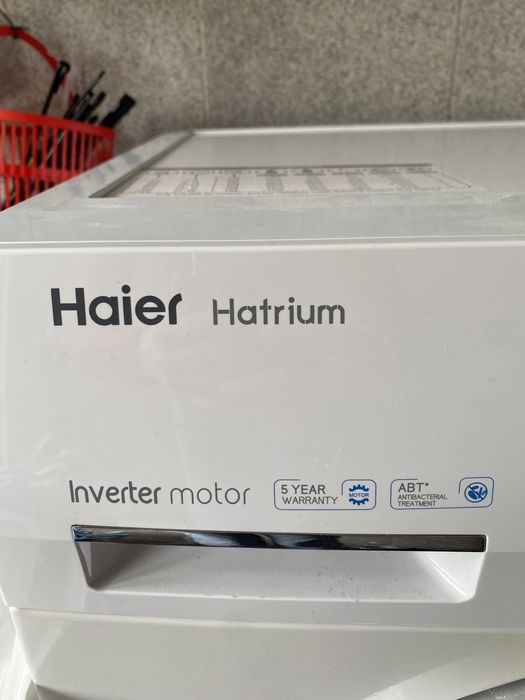 Haier Hatrium
Inverter motor
5 YEAR
WARRANTY
MOTOR
ABT®
ANTIBACTERIAL
TREATMENT